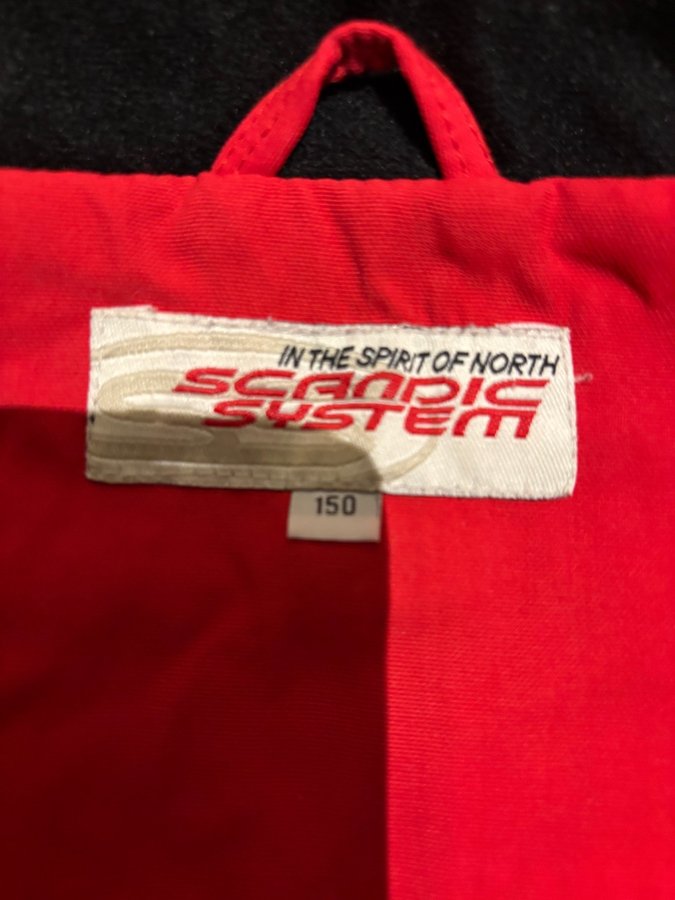 IN THE SPIRIT OF NORTH
SCANDIC
SYSTEM
150